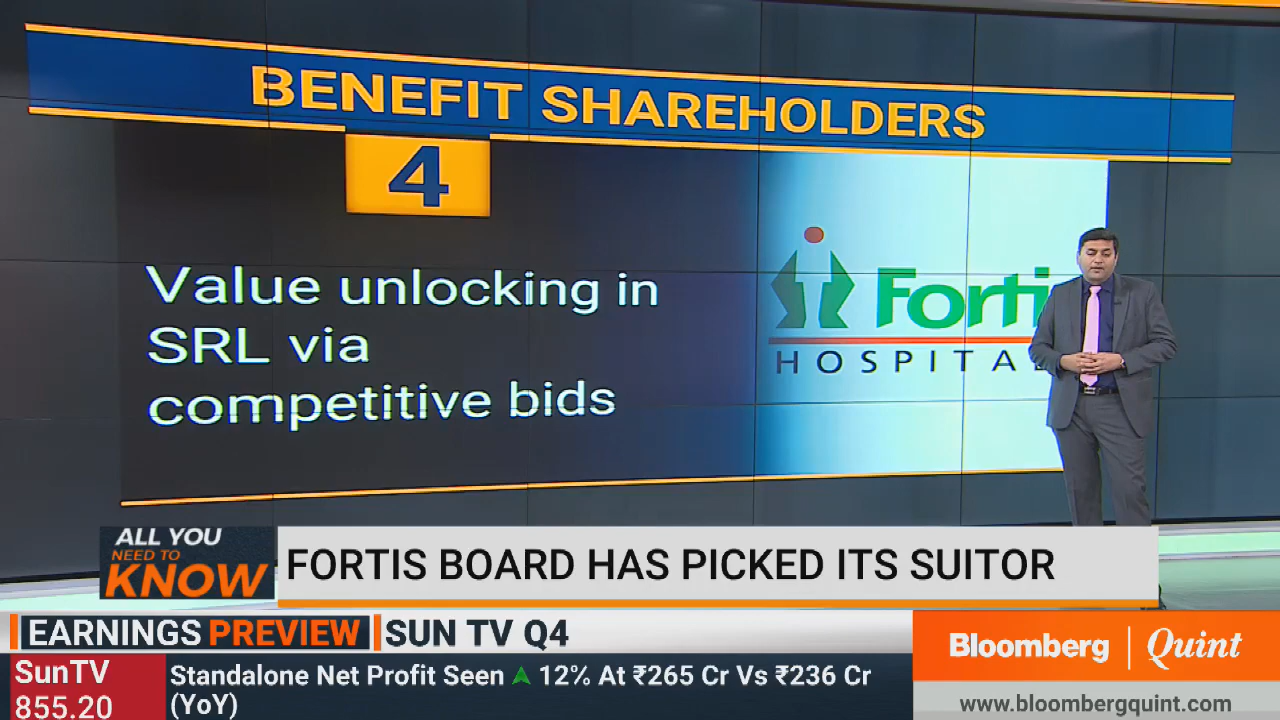 BENEFIT SHAREHOLDERS
4
Value unlocking in
SRL via
competitive bids
Forti
HOSPITA
ALL YOU
NEED TO
KNOW
FORTIS BOARD HAS PICKED ITS SUITOR
EARNINGS PREVIEW SUN TV Q4
SunTV
855.20
Standalone Net Profit Seen ▲ 12% At ₹265 Cr Vs ₹236 Cr
(YoY)
Bloomberg | Quint
www.bloombergquint.com